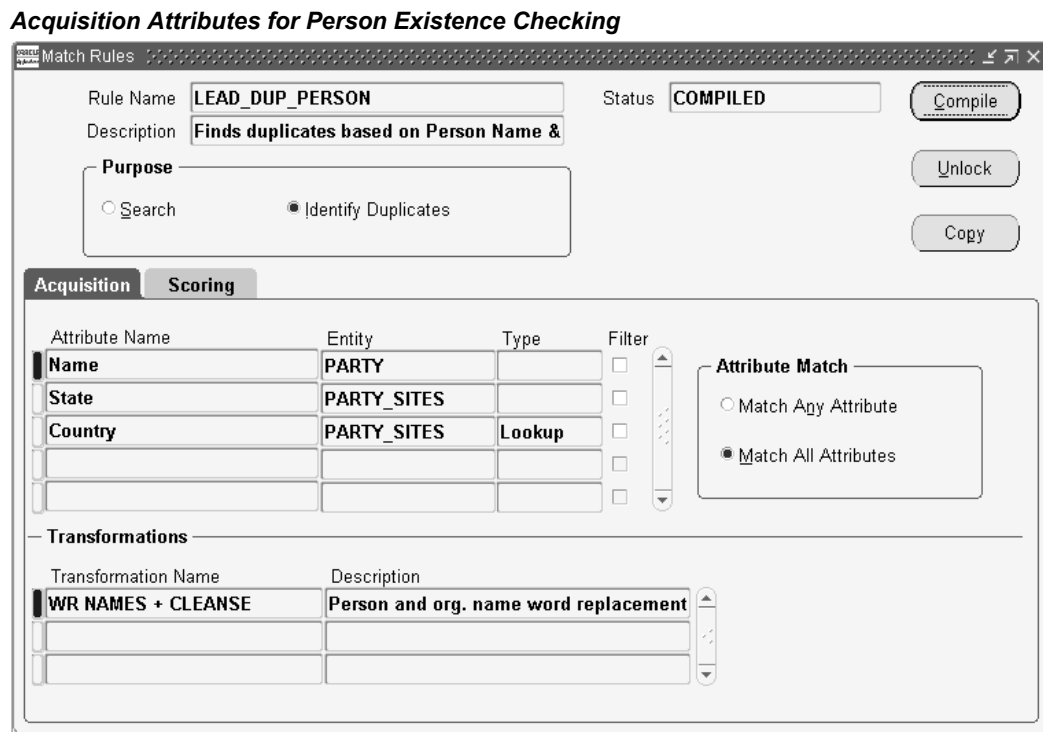 Acquisition Attributes for Person Existence Checking
Match Rules
Rule Name LEAD_DUP_PERSON Status COMPILED Compile
Description Finds duplicates based on Person Name &
Purpose
Unlock
Search Identify Duplicates
Copy
Acquisition Scoring
Attribute Name Entity Type Filter
Name PARTY
Attribute Match
State PARTY_SITES
Match Any Attribute
Country PARTY_SITES Lookup
Match All Attributes
Transformations
Transformation Name Description
WR NAMES + CLEANSE Person and org. name word replacement